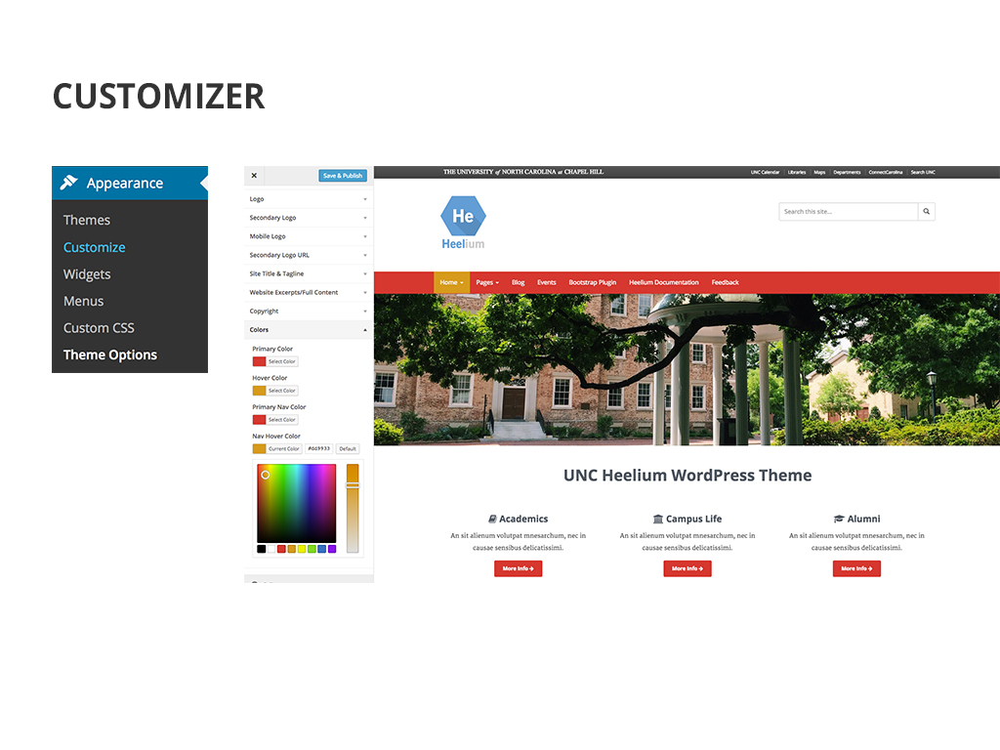 CUSTOMIZER
Appearance
Themes
Customize
Widgets
Menus
Custom CSS
Theme Options
Save & Publish
Logo
Secondary Logo
Mobile Logo
Secondary Logo URL
Site Title & Tagline
Website Excerpts/Full Content
Copyright
Colors
Primary Color
Select Color
Hover Color
Select Color
Primary Nav Color
Select Color
Nav Hover Color
Current Color #dd9933 Default
THE UNIVERSITY of NORTH CAROLINA at CHAPEL HILL
UNC Calendar Libraries Maps Departments ConnectCarolina Search UNC
He
Heelium
Search this site...
Home Pages Blog Events Bootstrap Plugin Heelium Documentation Feedback
UNC Heelium WordPress Theme
Academics
An sit alienum volutpat mnesarchum, nec in
causae sensibus delicatissimi.
More Info
Campus Life
An sit alienum volutpat mnesarchum, nec in
causae sensibus delicatissimi.
More Info
Alumni
An sit alienum volutpat mnesarchum, nec in
causae sensibus delicatissimi.
More Info